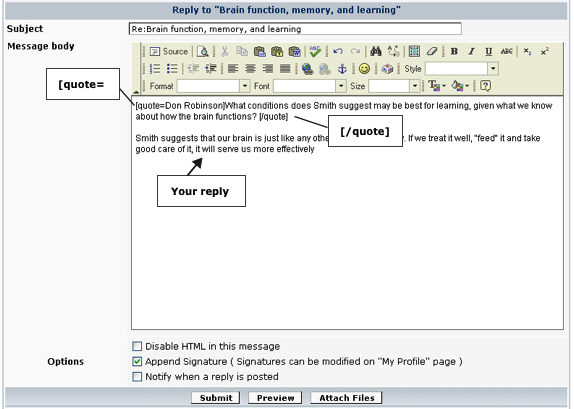 Reply to "Brain function, memory, and learning"
Subject
Re:Brain function, memory, and learning
Message body
Source
B I U ABC x₂ x²
Style
Format Font Size
[quote=
[quote=Don Robinson]What conditions does Smith suggest may be best for learning, given what we know
about how the brain functions? [/quote]
[/quote]
Smith suggests that our brain is just like any othe y. If we treat it well, "feed" it and take
good care of it, it will serve us more effectively
Your reply
Options
Disable HTML in this message
Append Signature ( Signatures can be modified on "My Profile" page )
Notify when a reply is posted
Submit Preview Attach Files